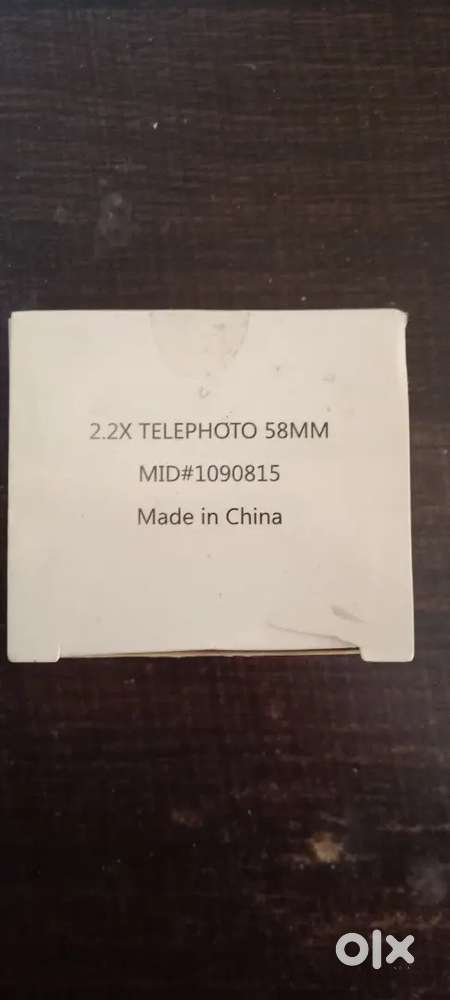 2.2X TELEPHOTO 58MM
MID#1090815
Made in China
olx